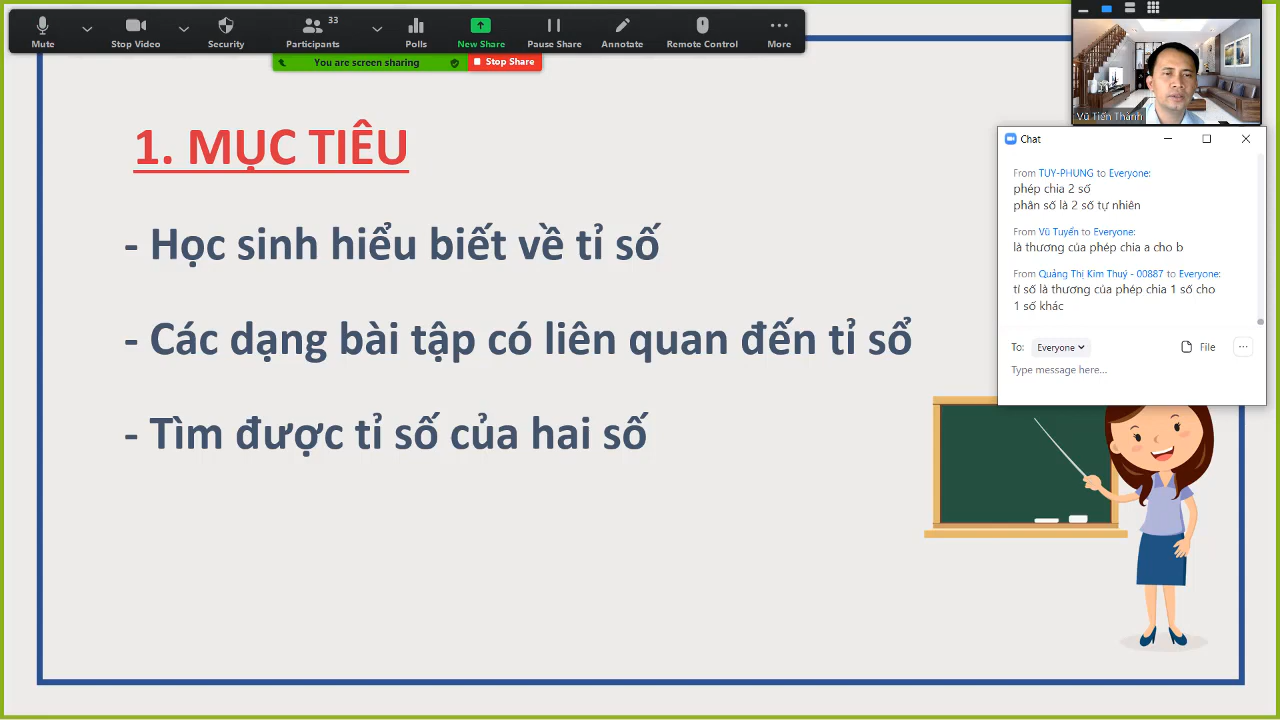 33
Mute
Stop Video
Security
Participants
Polls
New Share
Pause Share
Annotate
Remote Control
More
You are screen sharing
Stop Share
1. MỤC TIÊU
- Học sinh hiểu biết về tỉ số
- Các dạng bài tập có liên quan đến tỉ sổ
- Tìm được tỉ số của hai số
Vũ Tiến Thành
Chat
From TUY-PHUNG to Everyone:
phép chia 2 số
phân số là 2 số tự nhiên
From Vũ Tuyển to Everyone:
là thương của phép chia a cho b
From Quảng Thị Kim Thuý - 00887 to Everyone:
tỉ số là thương của phép chia 1 số cho
1 số khác
To: Everyone
File
Type message here...